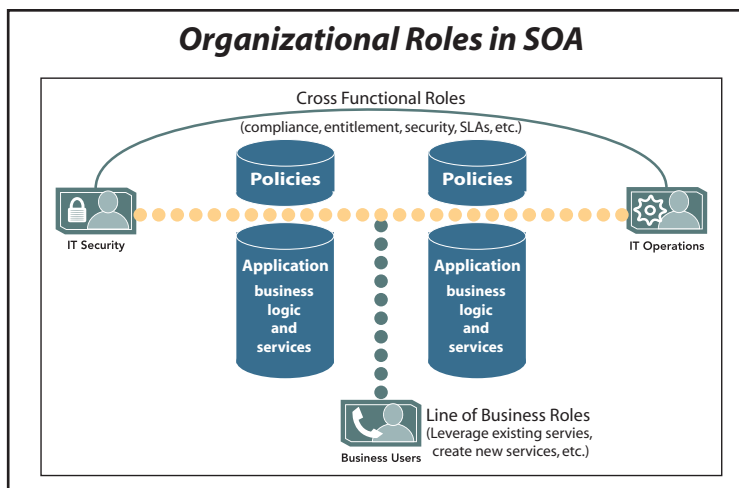 Organizational Roles in SOA
Cross Functional Roles
(compliance, entitlement, security, SLAs, etc.)
Policies
Policies
IT Security
IT Operations
Application
business
logic
and
services
Application
business
logic
and
services
Line of Business Roles
(Leverage existing servies,
create new services, etc.)
Business Users